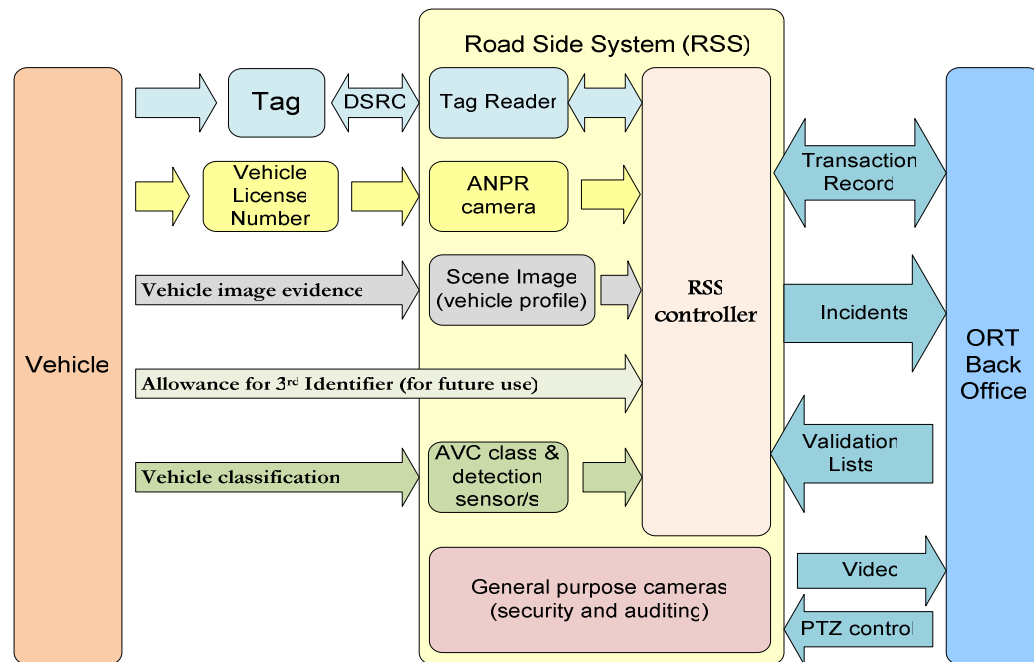 Road Side System (RSS)
Vehicle
Tag
DSRC
Tag Reader
Vehicle
License
Number
ANPR
camera
Vehicle image evidence
Scene Image
(vehicle profile)
Allowance for 3rd Identifier (for future use)
Vehicle classification
AVC class &
detection
sensor/s
General purpose cameras
(security and auditing)
RSS
controller
Transaction
Record
Incidents
Validation
Lists
Video
PTZ control
ORT
Back
Office